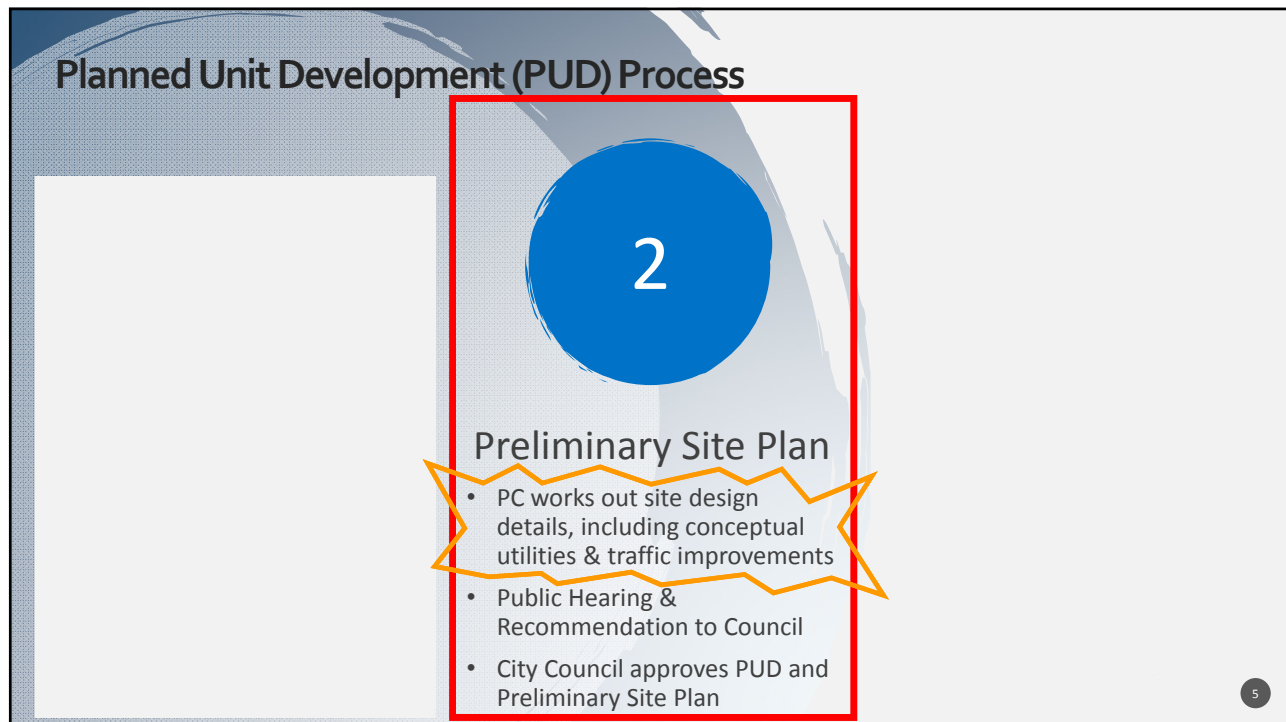 Planned Unit Development (PUD) Process
2
Preliminary Site Plan
• PC works out site design
details, including conceptual
utilities & traffic improvements
• Public Hearing &
Recommendation to Council
• City Council approves PUD and
Preliminary Site Plan
5